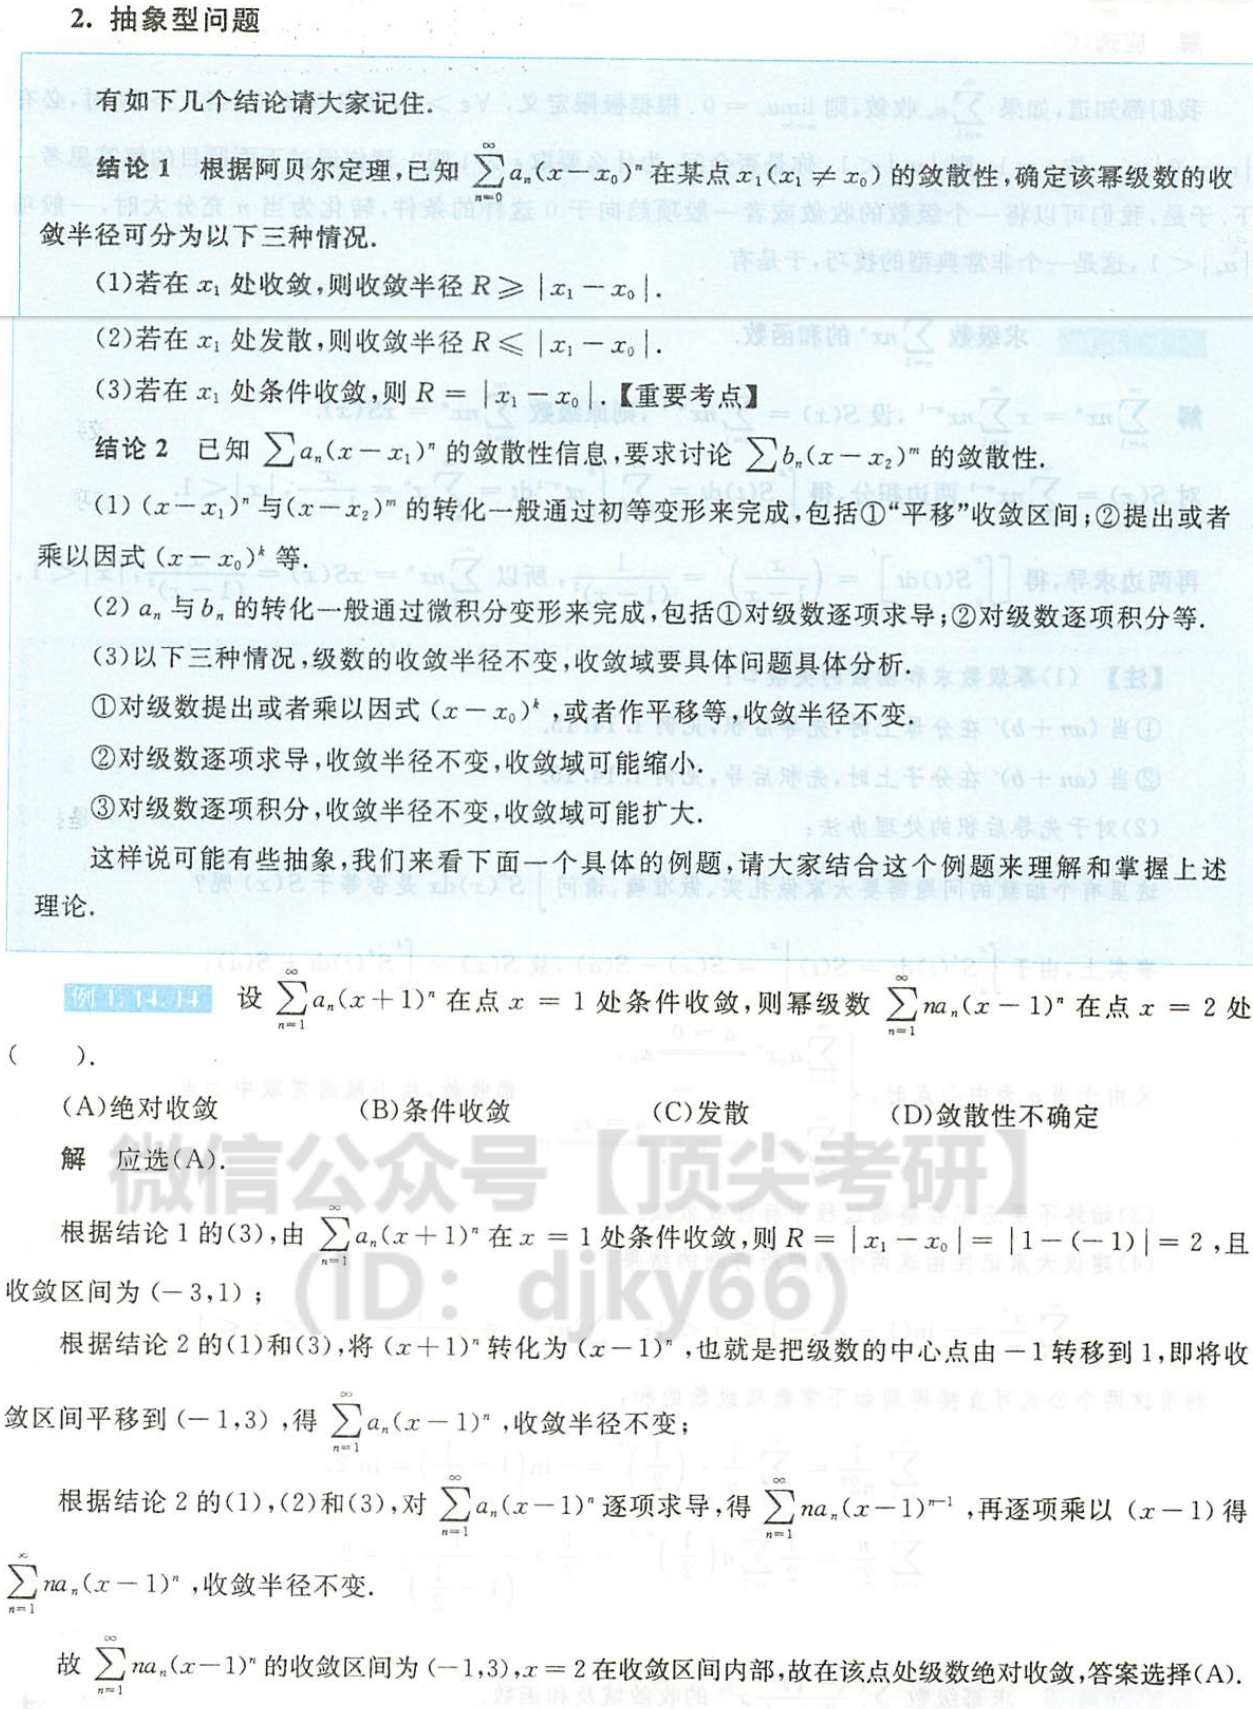 2. 抽象型问题
有如下几个结论请大家记住.
结论 1 根据阿贝尔定理,已知 $\sum_{n=0}^{\infty} a_n(x-x_0)^n$ 在某点 $x_1(x_1 \neq x_0)$ 的敛散性,确定该幂级数的收
敛半径可分为以下三种情况.
(1)若在 $x_1$ 处收敛,则收敛半径 $R \geqslant |x_1-x_0|$.
(2)若在 $x_1$ 处发散,则收敛半径 $R \leqslant |x_1-x_0|$.
(3)若在 $x_1$ 处条件收敛,则 $R = |x_1-x_0|$.【重要考点】
结论 2 已知 $\sum a_n(x-x_1)^n$ 的敛散性信息,要求讨论 $\sum b_n(x-x_2)^m$ 的敛散性.
(1) $(x-x_1)^n$ 与$(x-x_2)^m$ 的转化一般通过初等变形来完成,包括①“平移”收敛区间;②提出或者
乘以因式 $(x-x_0)^k$ 等.
(2) $a_n$ 与 $b_n$ 的转化一般通过微积分变形来完成,包括①对级数逐项求导;②对级数逐项积分等.
(3)以下三种情况,级数的收敛半径不变,收敛域要具体问题具体分析.
①对级数提出或者乘以因式 $(x-x_0)^k$,或者作平移等,收敛半径不变.
②对级数逐项求导,收敛半径不变,收敛域可能缩小.
③对级数逐项积分,收敛半径不变,收敛域可能扩大.
这样说可能有些抽象,我们来看下面一个具体的例题,请大家结合这个例题来理解和掌握上述
理论.
例 1.14.14 设 $\sum_{n=1}^{\infty} a_n(x+1)^n$ 在点 $x=1$ 处条件收敛,则幂级数 $\sum_{n=1}^{\infty} na_n(x-1)^n$ 在点 $x=2$ 处
( ).
(A)绝对收敛 (B)条件收敛 (C)发散 (D)敛散性不确定
解 应选(A).
微信公众号【顶尖考研】
(ID: djky66)
根据结论 1 的(3),由 $\sum_{n=1}^{\infty} a_n(x+1)^n$ 在 $x=1$ 处条件收敛,则 $R=|x_1-x_0|=|1-(-1)|=2$,且
收敛区间为 $(-3,1)$;
根据结论 2 的(1)和(3),将 $(x+1)^n$ 转化为 $(x-1)^n$,也就是把级数的中心点由 $-1$ 转移到 1,即将收
敛区间平移到 $(-1,3)$,得 $\sum_{n=1}^{\infty} a_n(x-1)^n$,收敛半径不变;
根据结论 2 的(1),(2)和(3),对 $\sum_{n=1}^{\infty} a_n(x-1)^n$ 逐项求导,得 $\sum_{n=1}^{\infty} na_n(x-1)^{n-1}$,再逐项乘以 $(x-1)$ 得
$\sum_{n=1}^{\infty} na_n(x-1)^n$,收敛半径不变.
故 $\sum_{n=1}^{\infty} na_n(x-1)^n$ 的收敛区间为 $(-1,3)$,$x=2$ 在收敛区间内部,故在该点处级数绝对收敛,答案选择(A).